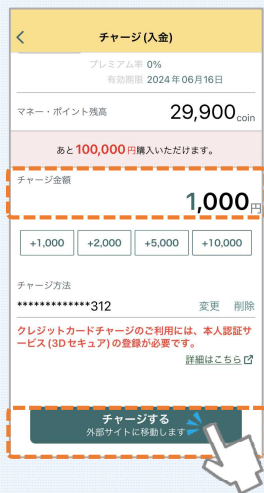 チャージ(入金)
プレミアム率 0%
有効期限 2024年06月16日
マネー・ポイント残高 29,900coin
あと100,000円購入いただけます。
チャージ金額
1,000円
+1,000 +2,000 +5,000 +10,000
チャージ方法
*************312 変更 削除
クレジットカードチャージのご利用には、本人認証サ
ービス(3Dセキュア)の登録が必要です。
詳細はこちら
チャージする
外部サイトに移動します